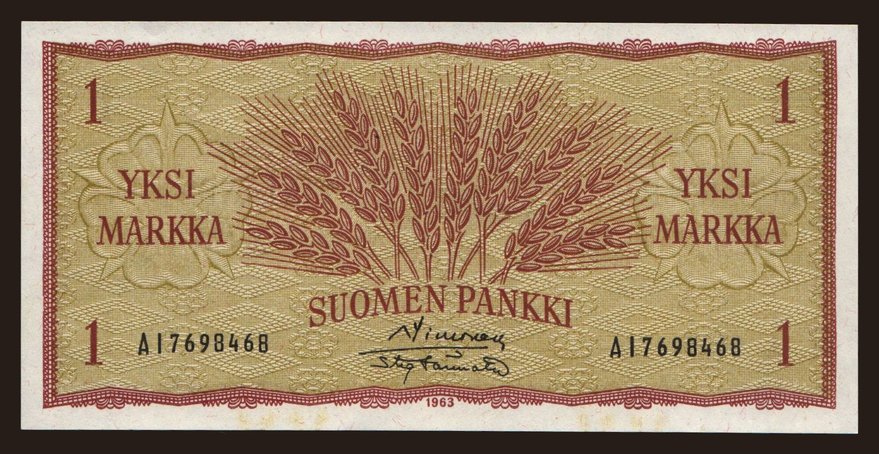 1 1
YKSI YKSI
MARKKA MARKKA
SUOMEN PANKKI
1 1
A17698468 A17698468
1963